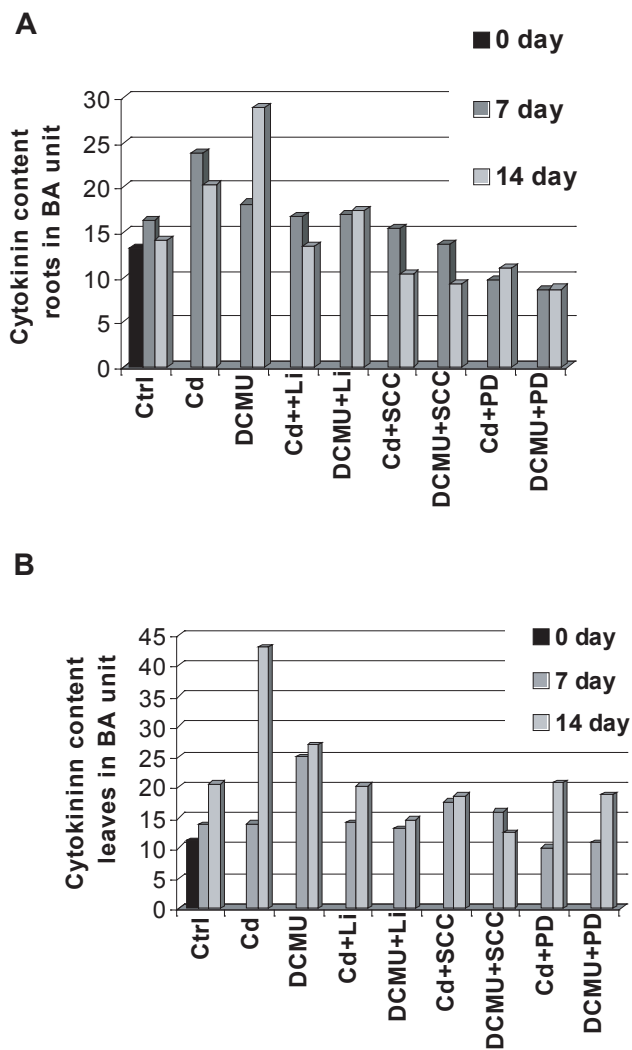 A
0 day
7 day
14 day
Cytokinin content
roots in BA unit
30
25
20
15
10
5
0
Ctrl
Cd
DCMU
Cd++Li
DCMU+Li
Cd+SCC
DCMU+SCC
Cd+PD
DCMU+PD
B
0 day
7 day
14 day
Cytokininn content
leaves in BA unit
45
40
35
30
25
20
15
10
5
0
Ctrl
Cd
DCMU
Cd+Li
DCMU+Li
Cd+SCC
DCMU+SCC
Cd+PD
DCMU+PD